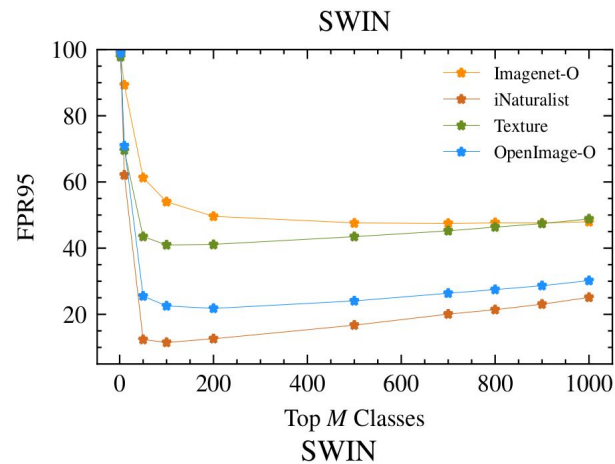 SWIN
100
80
60
40
20
FPR95
Imagenet-O
iNaturalist
Texture
OpenImage-O
0 200 400 600 800 1000
Top M Classes
SWIN